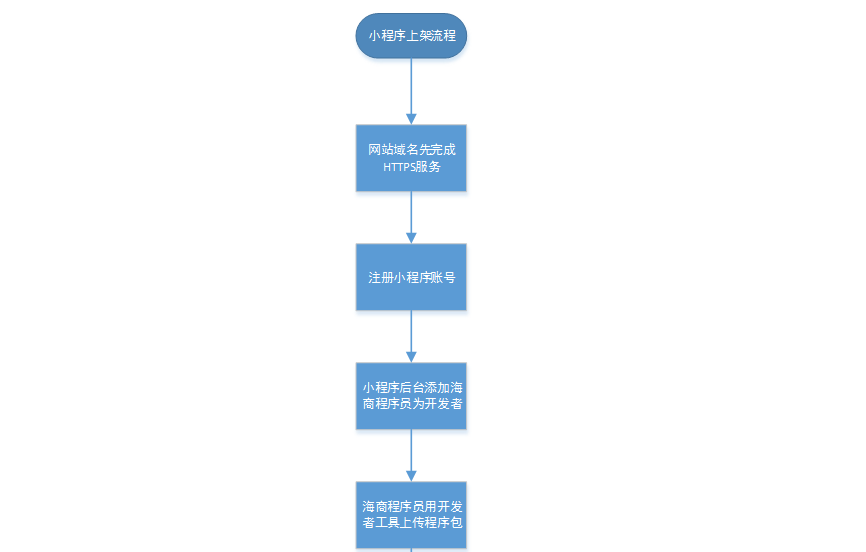 小程序上架流程
网站域名先完成
HTTPS服务
注册小程序账号
小程序后台添加海
商程序员为开发者
海商程序员用开发
者工具上传程序包